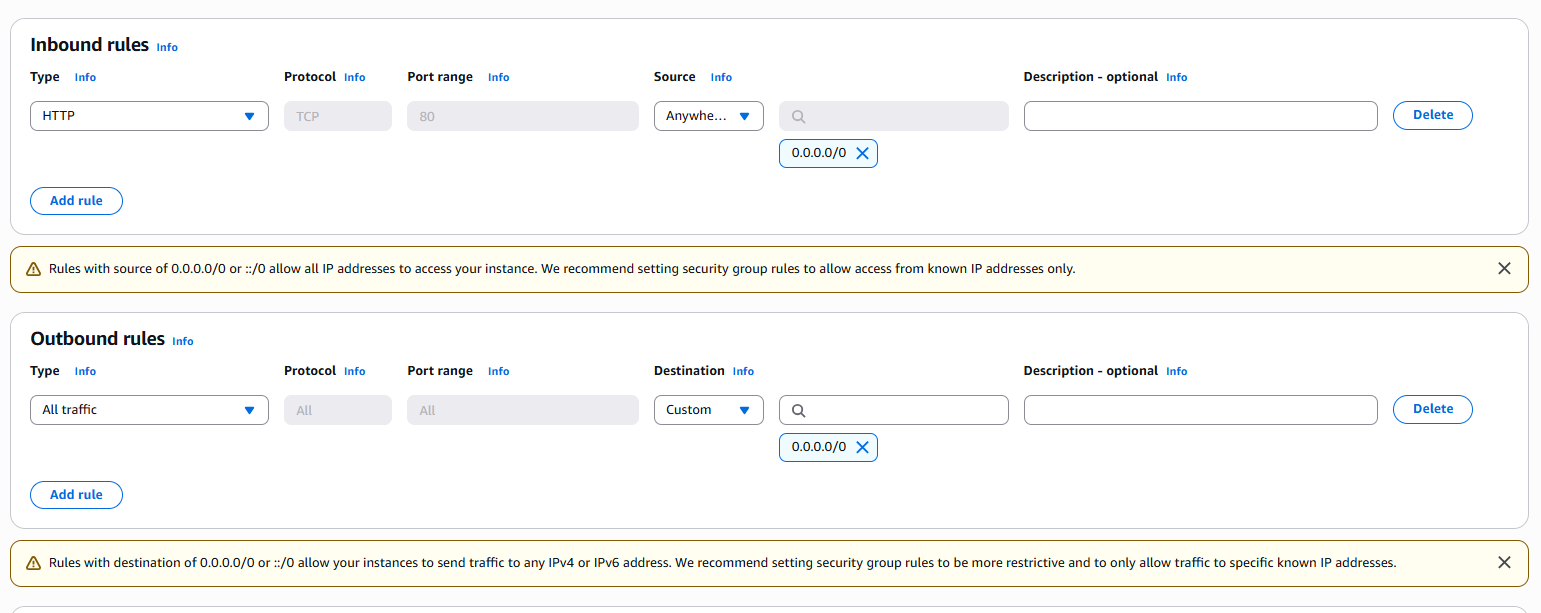 Inbound rules Info
Type Info Protocol Info Port range Info Source Info Description - optional Info
HTTP TCP 80 Anywhe... Delete
0.0.0.0/0
Add rule
Rules with source of 0.0.0.0/0 or ::/0 allow all IP addresses to access your instance. We recommend setting security group rules to allow access from known IP addresses only.
Outbound rules Info
Type Info Protocol Info Port range Info Destination Info Description - optional Info
All traffic All All Custom Delete
0.0.0.0/0
Add rule
Rules with destination of 0.0.0.0/0 or ::/0 allow your instances to send traffic to any IPv4 or IPv6 address. We recommend setting security group rules to be more restrictive and to only allow traffic to specific known IP addresses.